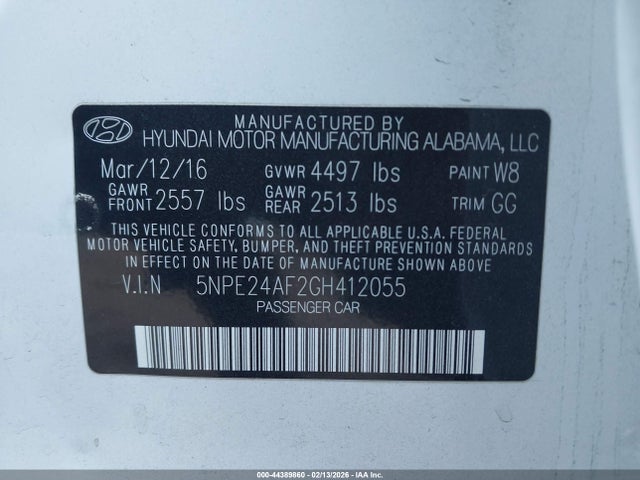 MANUFACTURED BY
HYUNDAI MOTOR MANUFACTURING ALABAMA, LLC
Mar/12/16 GVWR 4497 lbs PAINT W8
GAWR FRONT 2557 lbs GAWR REAR 2513 lbs TRIM GG
THIS VEHICLE CONFORMS TO ALL APPLICABLE U.S.A. FEDERAL
MOTOR VEHICLE SAFETY, BUMPER, AND THEFT PREVENTION STANDARDS
IN EFFECT ON THE DATE OF MANUFACTURE SHOWN ABOVE.
V.I.N 5NPE24AF2GH412055
PASSENGER CAR
000-44389860 - 02/13/2026 - IAA Inc.